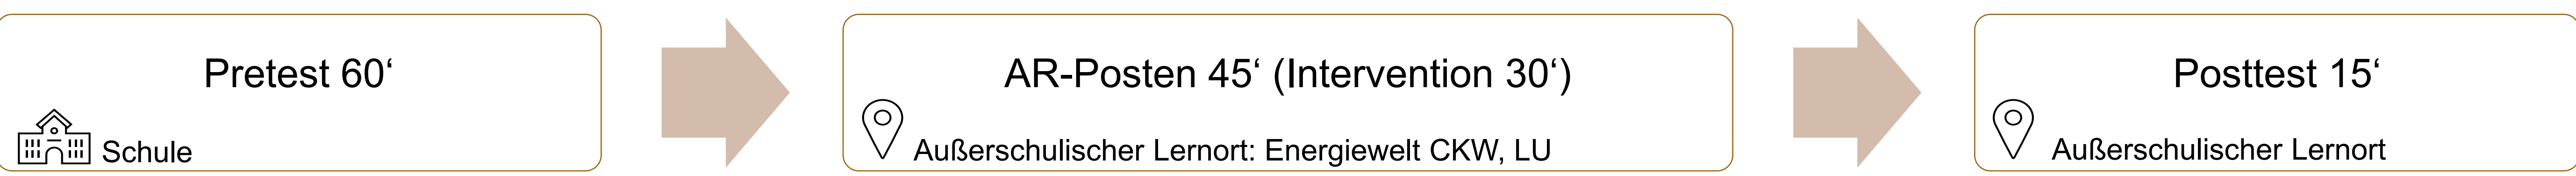 Pretest 60‘
Schule
AR-Posten 45‘ (Intervention 30‘)
Außerschulischer Lernort: Energiewelt CKW, LU
Posttest 15‘
Außerschulischer Lernort